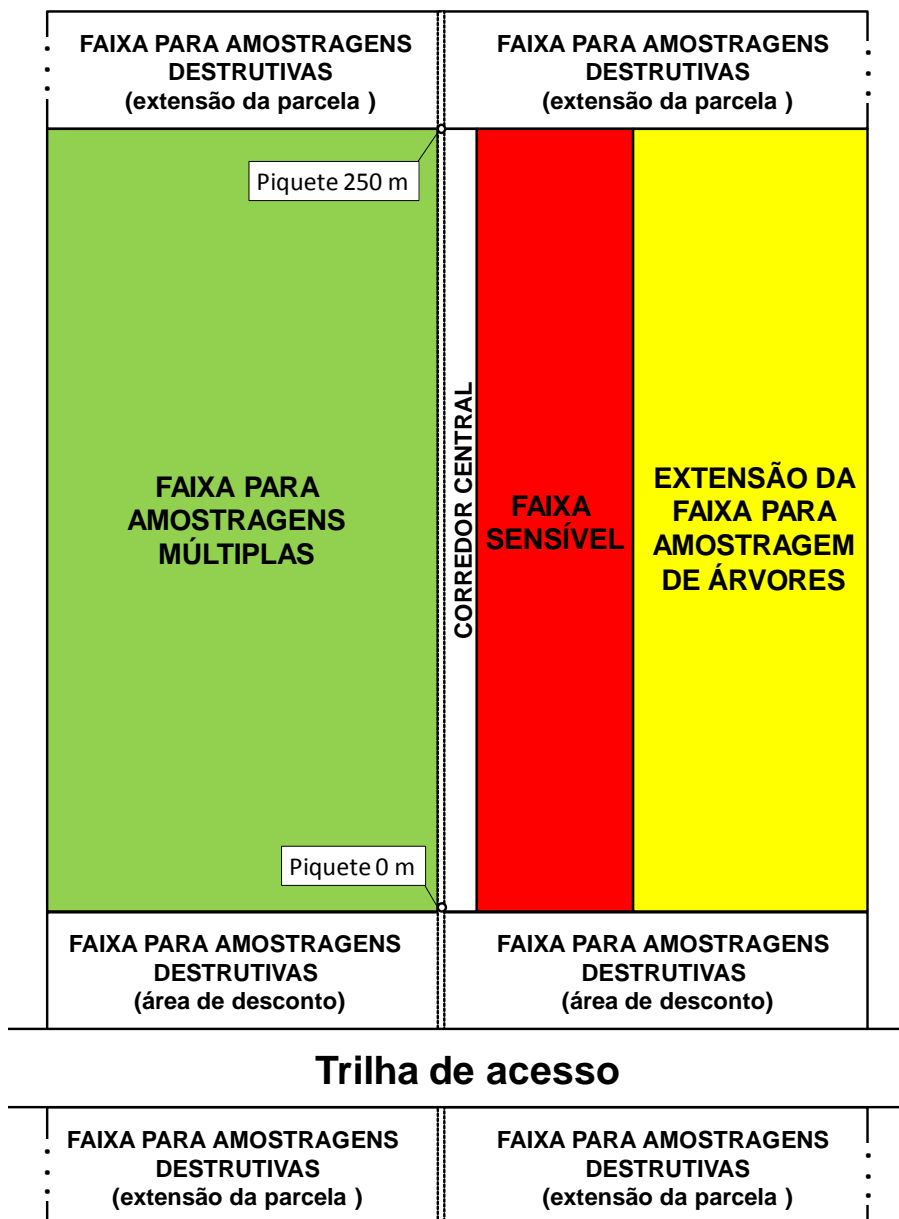 FAIXA PARA AMOSTRAGENS
DESTRUTIVAS
(extensão da parcela )
FAIXA PARA AMOSTRAGENS
DESTRUTIVAS
(extensão da parcela )
Piquete 250 m
FAIXA PARA
AMOSTRAGENS
MÚLTIPLAS
CORREDOR CENTRAL
FAIXA
SENSÍVEL
EXTENSÃO DA
FAIXA PARA
AMOSTRAGEM
DE ÁRVORES
Piquete 0 m
FAIXA PARA AMOSTRAGENS
DESTRUTIVAS
(área de desconto)
FAIXA PARA AMOSTRAGENS
DESTRUTIVAS
(área de desconto)
Trilha de acesso
FAIXA PARA AMOSTRAGENS
DESTRUTIVAS
(extensão da parcela )
FAIXA PARA AMOSTRAGENS
DESTRUTIVAS
(extensão da parcela )